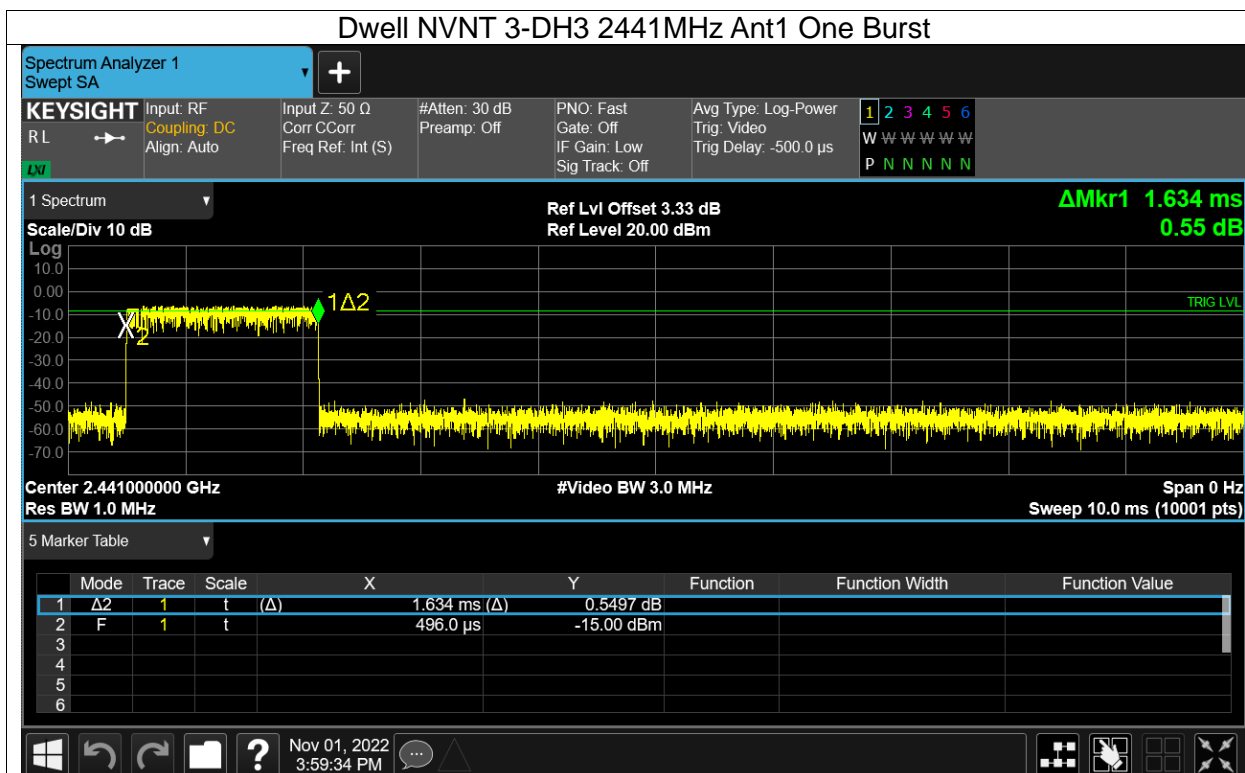 Dwell NVNT 3-DH3 2441MHz Ant1 One Burst
Spectrum Analyzer 1
Swept SA
KEYSIGHT Input: RF Input Z: 50 Ω #Atten: 30 dB PNO: Fast Avg Type: Log-Power 1 2 3 4 5 6
RL Coupling: DC Corr CCorr Preamp: Off Gate: Off Trig: Video W W W W W W
Align: Auto Freq Ref: Int (S) IF Gain: Low Trig Delay: -500.0 µs P N N N N N
LXI Sig Track: Off
1 Spectrum Ref Lvl Offset 3.33 dB ΔMkr1 1.634 ms
Scale/Div 10 dB Ref Level 20.00 dBm 0.55 dB
Log
10.0
0.00
1Δ2 TRIG LVL
-10.0
2
-20.0
-30.0
-40.0
-50.0
-60.0
-70.0
Center 2.441000000 GHz #Video BW 3.0 MHz Span 0 Hz
Res BW 1.0 MHz Sweep 10.0 ms (10001 pts)
5 Marker Table
Mode Trace Scale X Y Function Function Width Function Value
1 Δ2 1 t (Δ) 1.634 ms (Δ) 0.5497 dB
2 F 1 t 496.0 µs -15.00 dBm
3
4
5
6
? Nov 01, 2022
3:59:34 PM